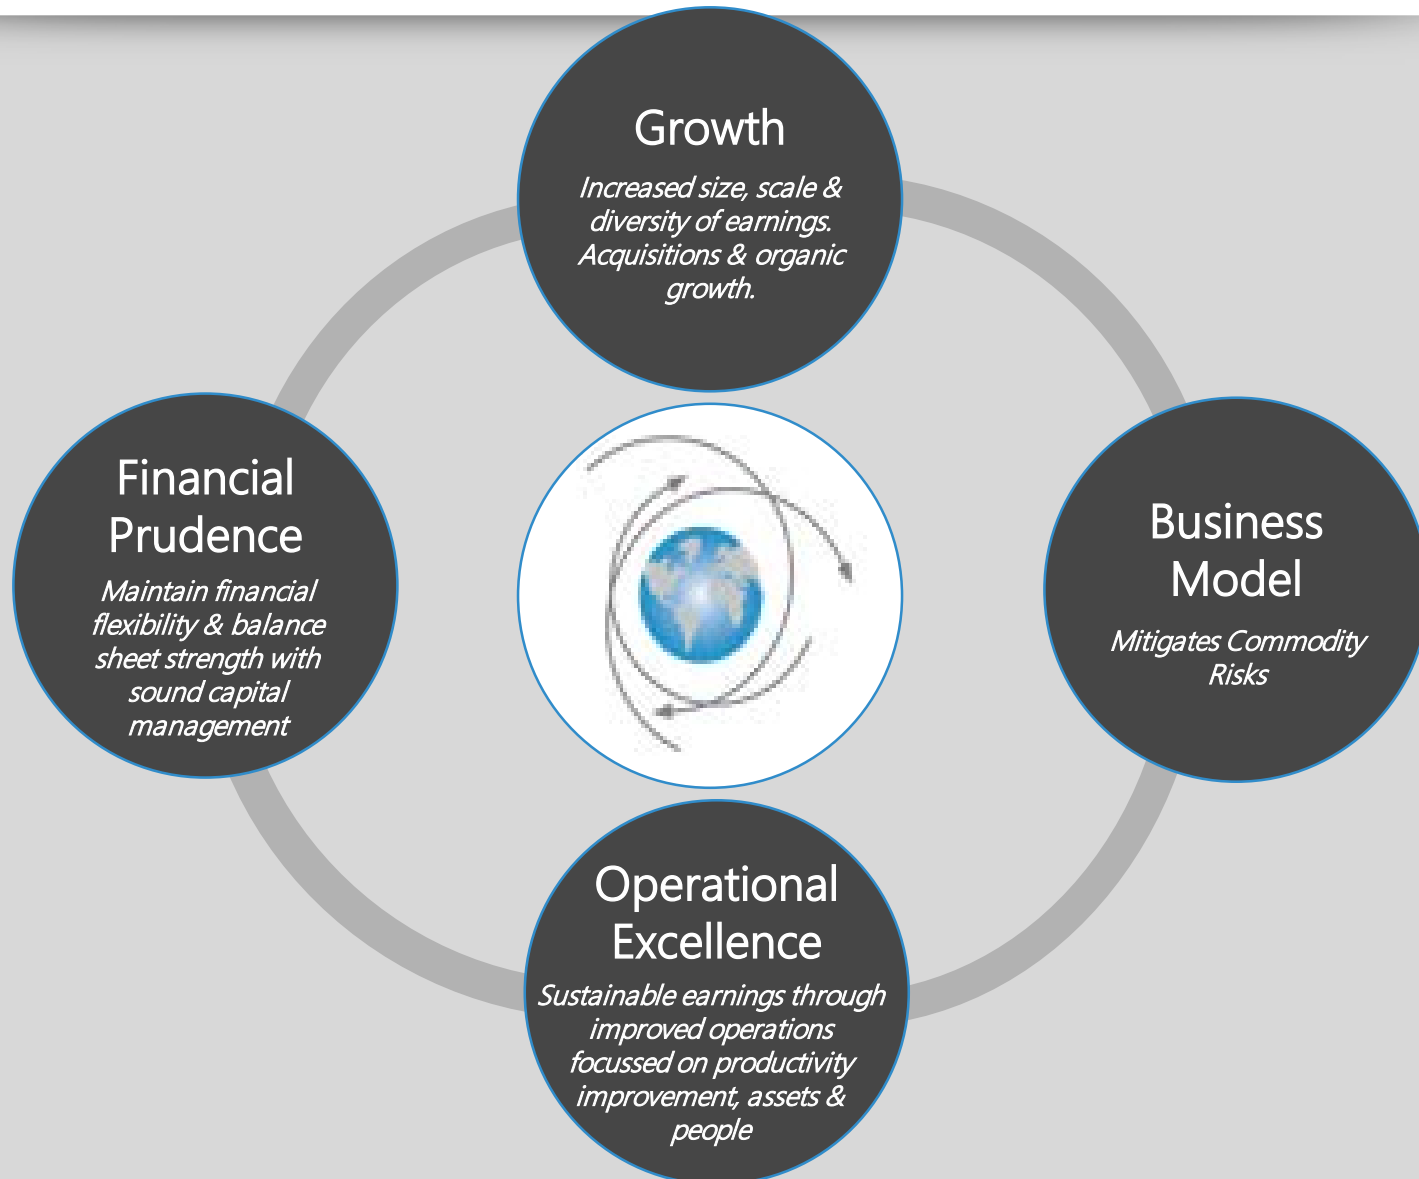 Growth
Increased size, scale &
diversity of earnings.
Acquisitions & organic
growth.
Financial
Prudence
Maintain financial
flexibility & balance
sheet strength with
sound capital
management
Business
Model
Mitigates Commodity
Risks
Operational
Excellence
Sustainable earnings through
improved operations
focussed on productivity
improvement, assets &
people